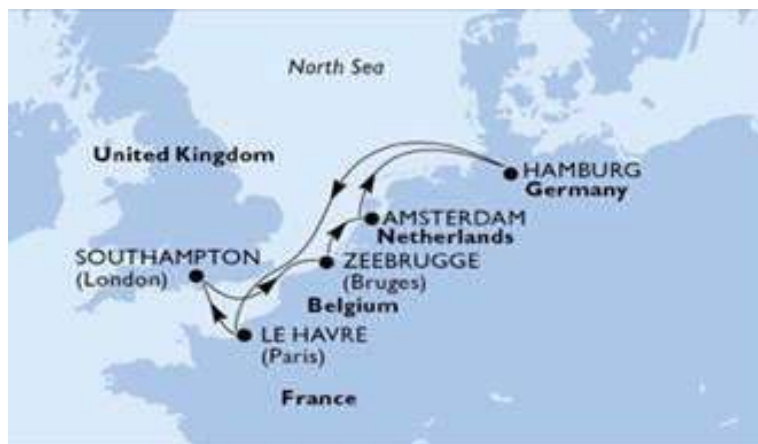 North Sea
United Kingdom
HAMBURG
Germany
AMSTERDAM
Netherlands
SOUTHAMPTON
(London)
ZEEBRUGGE
(Bruges)
Belgium
LE HAVRE
(Paris)
France